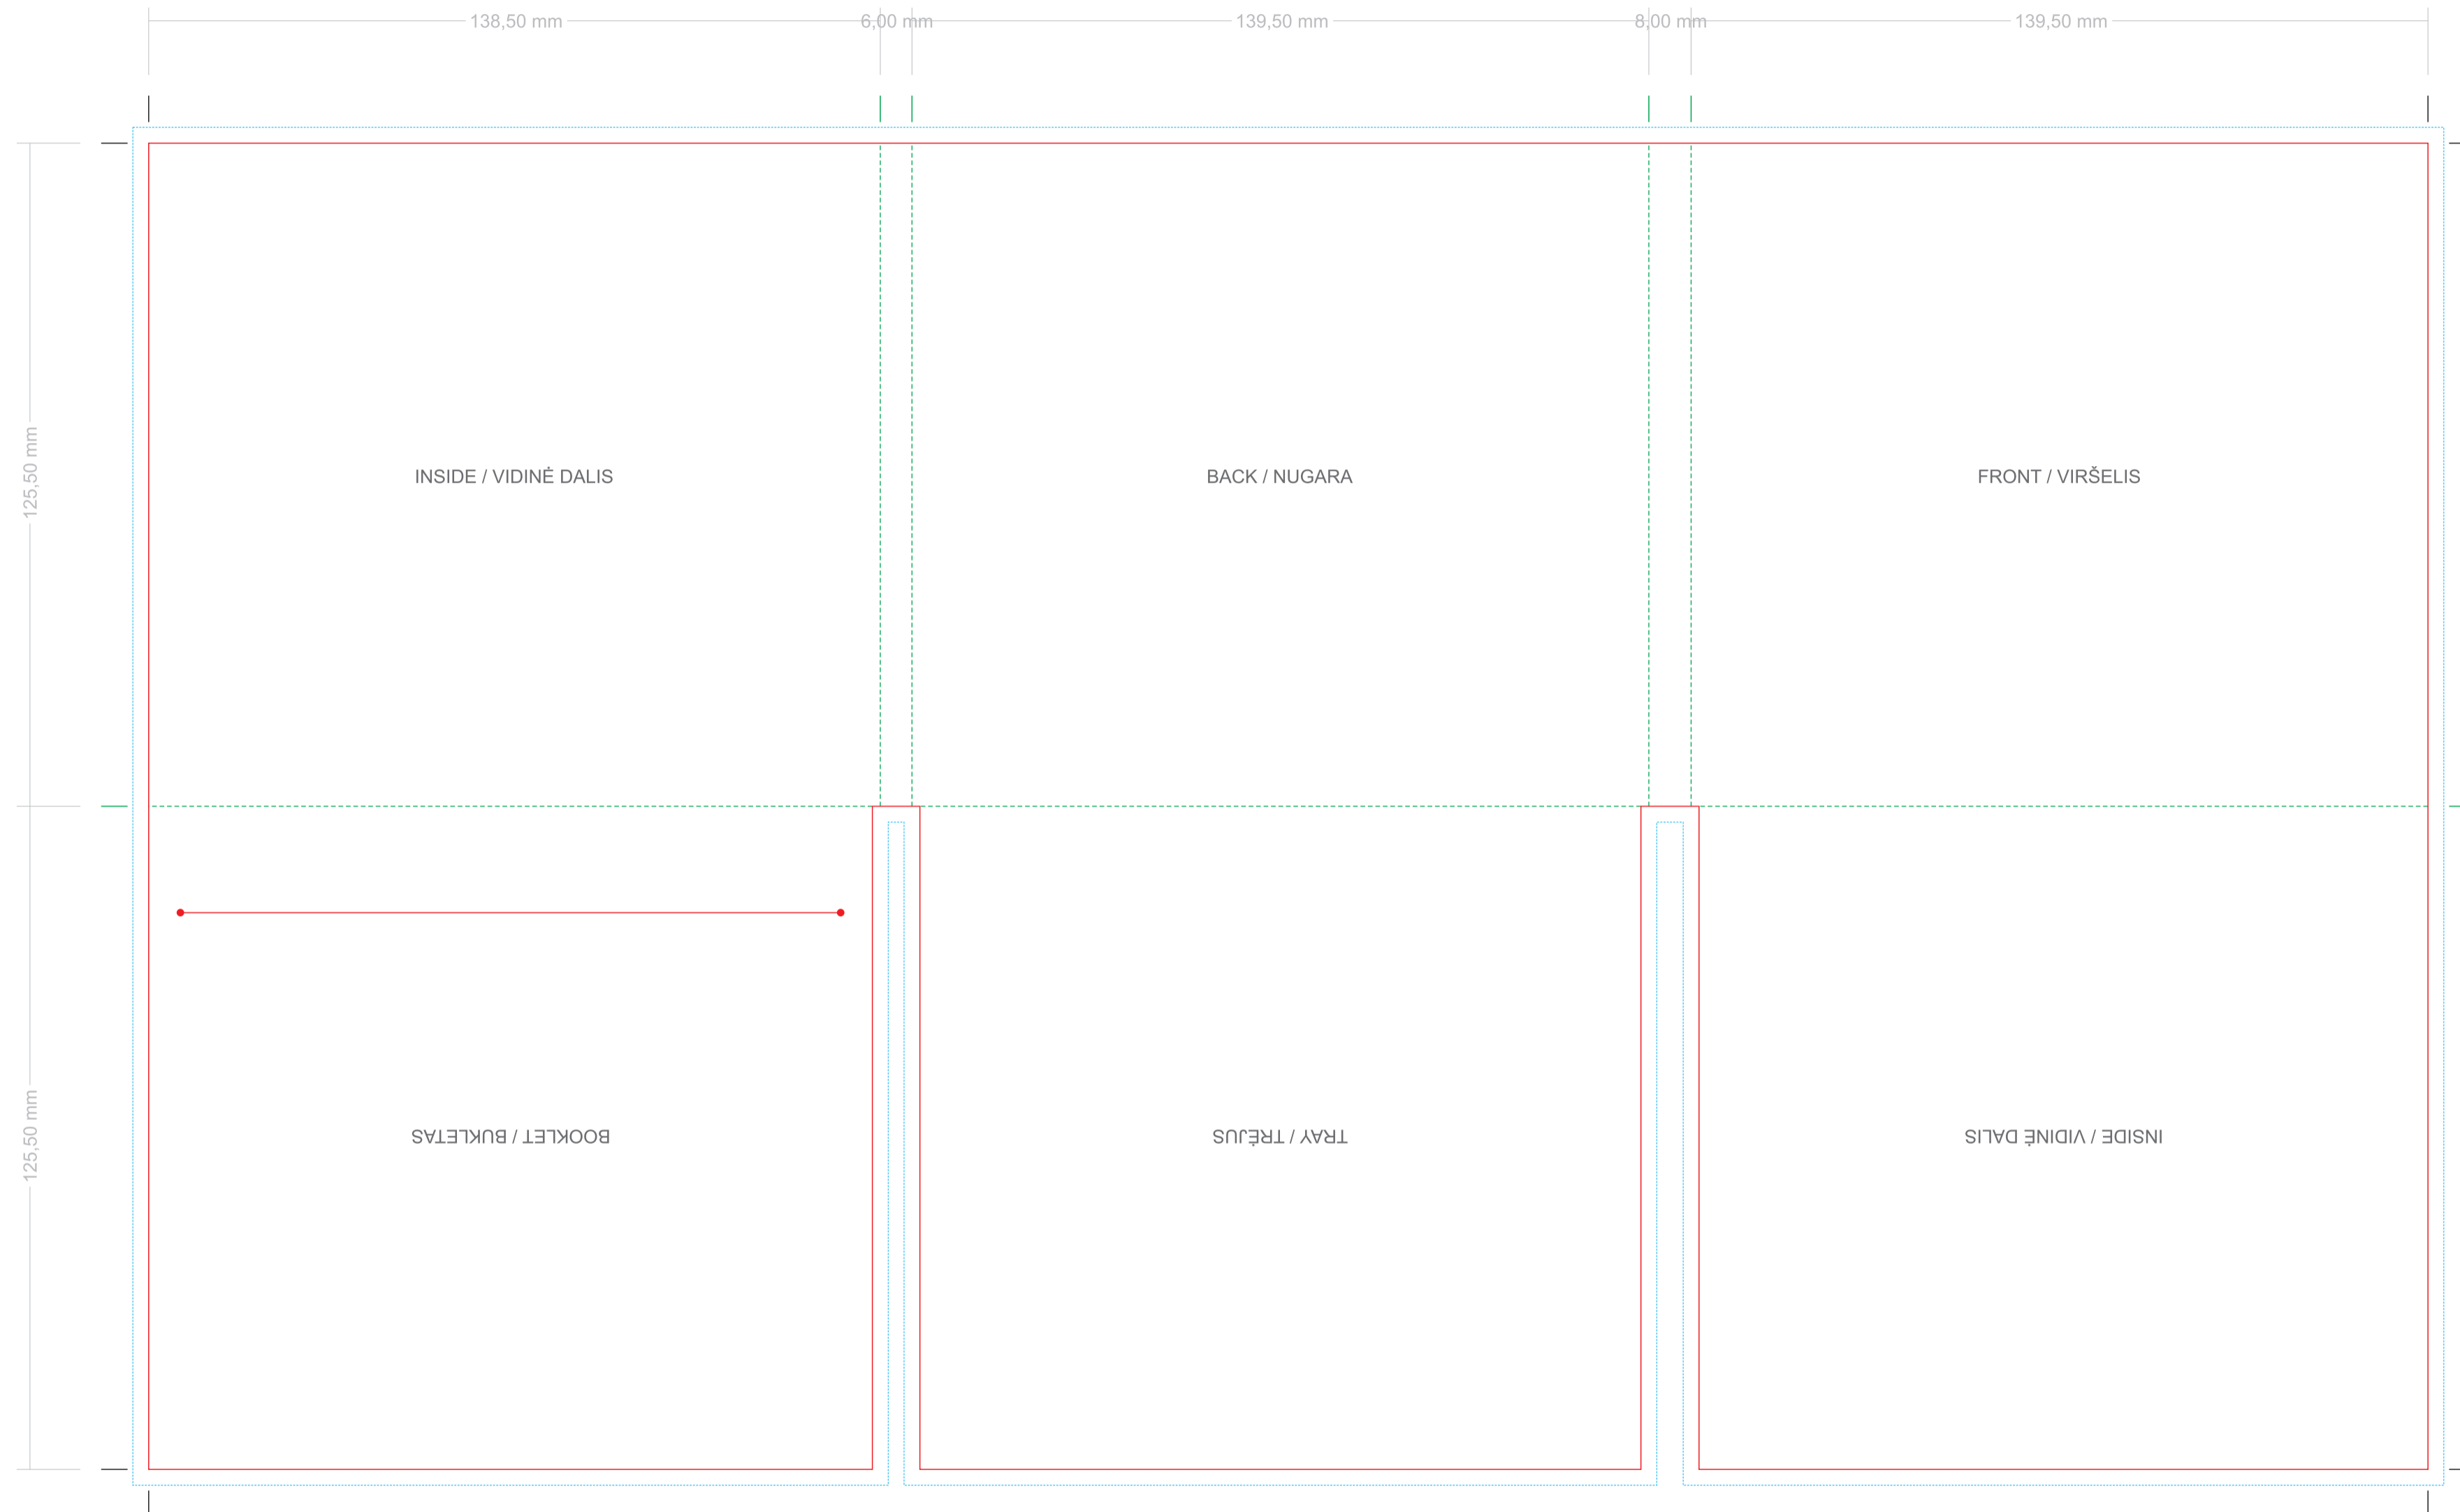 138,50 mm
6,00 mm
139,50 mm
8,00 mm
139,50 mm
125,50 mm
INSIDE / VIDINĖ DALIS
BACK / NUGARA
FRONT / VIRŠELIS
125,50 mm
BOOKLET / BUKLETAS
TRAY / TRĖJUS
INSIDE / VIDINĖ DALIS